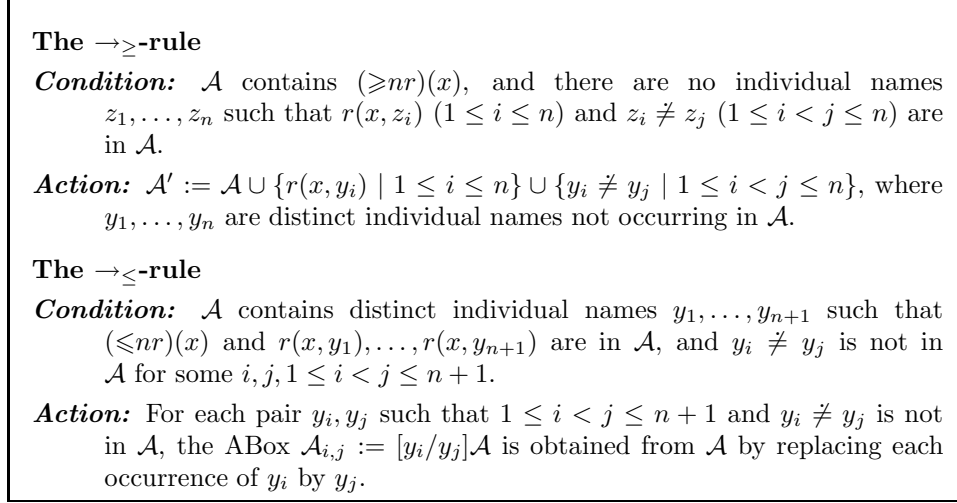 The →≥-rule
Condition: 𝒜 contains (⩾nr)(x), and there are no individual names
z₁, . . . , zₙ such that r(x, zᵢ) (1 ≤ i ≤ n) and zᵢ ≠̇ zⱼ (1 ≤ i < j ≤ n) are
in 𝒜.
Action: 𝒜′ := 𝒜 ∪ {r(x, yᵢ) | 1 ≤ i ≤ n} ∪ {yᵢ ≠̇ yⱼ | 1 ≤ i < j ≤ n}, where
y₁, . . . , yₙ are distinct individual names not occurring in 𝒜.
The →≤-rule
Condition: 𝒜 contains distinct individual names y₁, . . . , yₙ₊₁ such that
(⩽nr)(x) and r(x, y₁), . . . , r(x, yₙ₊₁) are in 𝒜, and yᵢ ≠̇ yⱼ is not in
𝒜 for some i, j, 1 ≤ i < j ≤ n + 1.
Action: For each pair yᵢ, yⱼ such that 1 ≤ i < j ≤ n + 1 and yᵢ ≠̇ yⱼ is not
in 𝒜, the ABox 𝒜ᵢ,ⱼ := [yᵢ/yⱼ]𝒜 is obtained from 𝒜 by replacing each
occurrence of yᵢ by yⱼ.